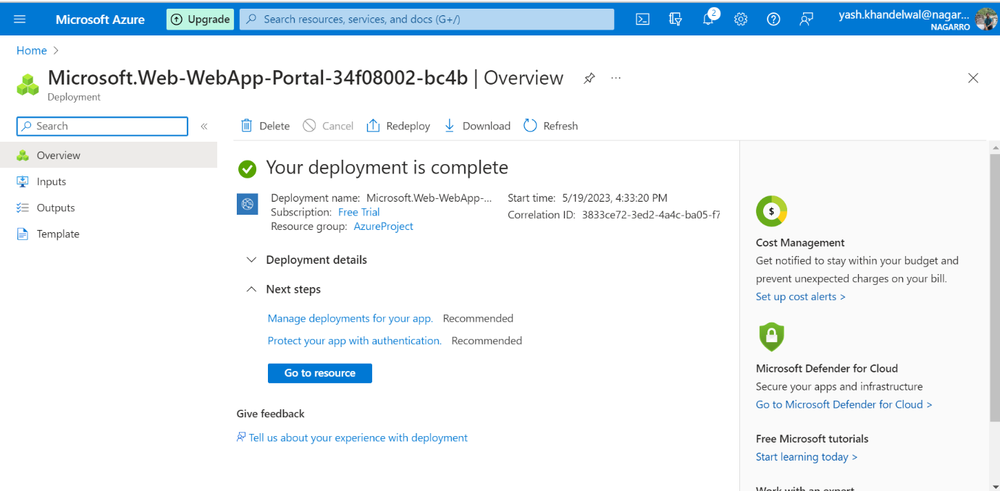 Microsoft Azure
Upgrade
Search resources, services, and docs (G+/)
2
yash.khandelwal@nagar...
NAGARRO
Home >
Microsoft.Web-WebApp-Portal-34f08002-bc4b | Overview
Deployment
Search
«
Overview
Inputs
Outputs
Template
Delete
Cancel
Redeploy
Download
Refresh
Your deployment is complete
Deployment name: Microsoft.Web-WebApp-...
Subscription: Free Trial
Resource group: AzureProject
Start time: 5/19/2023, 4:33:20 PM
Correlation ID: 3833ce72-3ed2-4a4c-ba05-f7
Deployment details
Next steps
Manage deployments for your app. Recommended
Protect your app with authentication. Recommended
Go to resource
Give feedback
Tell us about your experience with deployment
$
Cost Management
Get notified to stay within your budget and
prevent unexpected charges on your bill.
Set up cost alerts >
Microsoft Defender for Cloud
Secure your apps and infrastructure
Go to Microsoft Defender for Cloud >
Free Microsoft tutorials
Start learning today >
Work with an expert